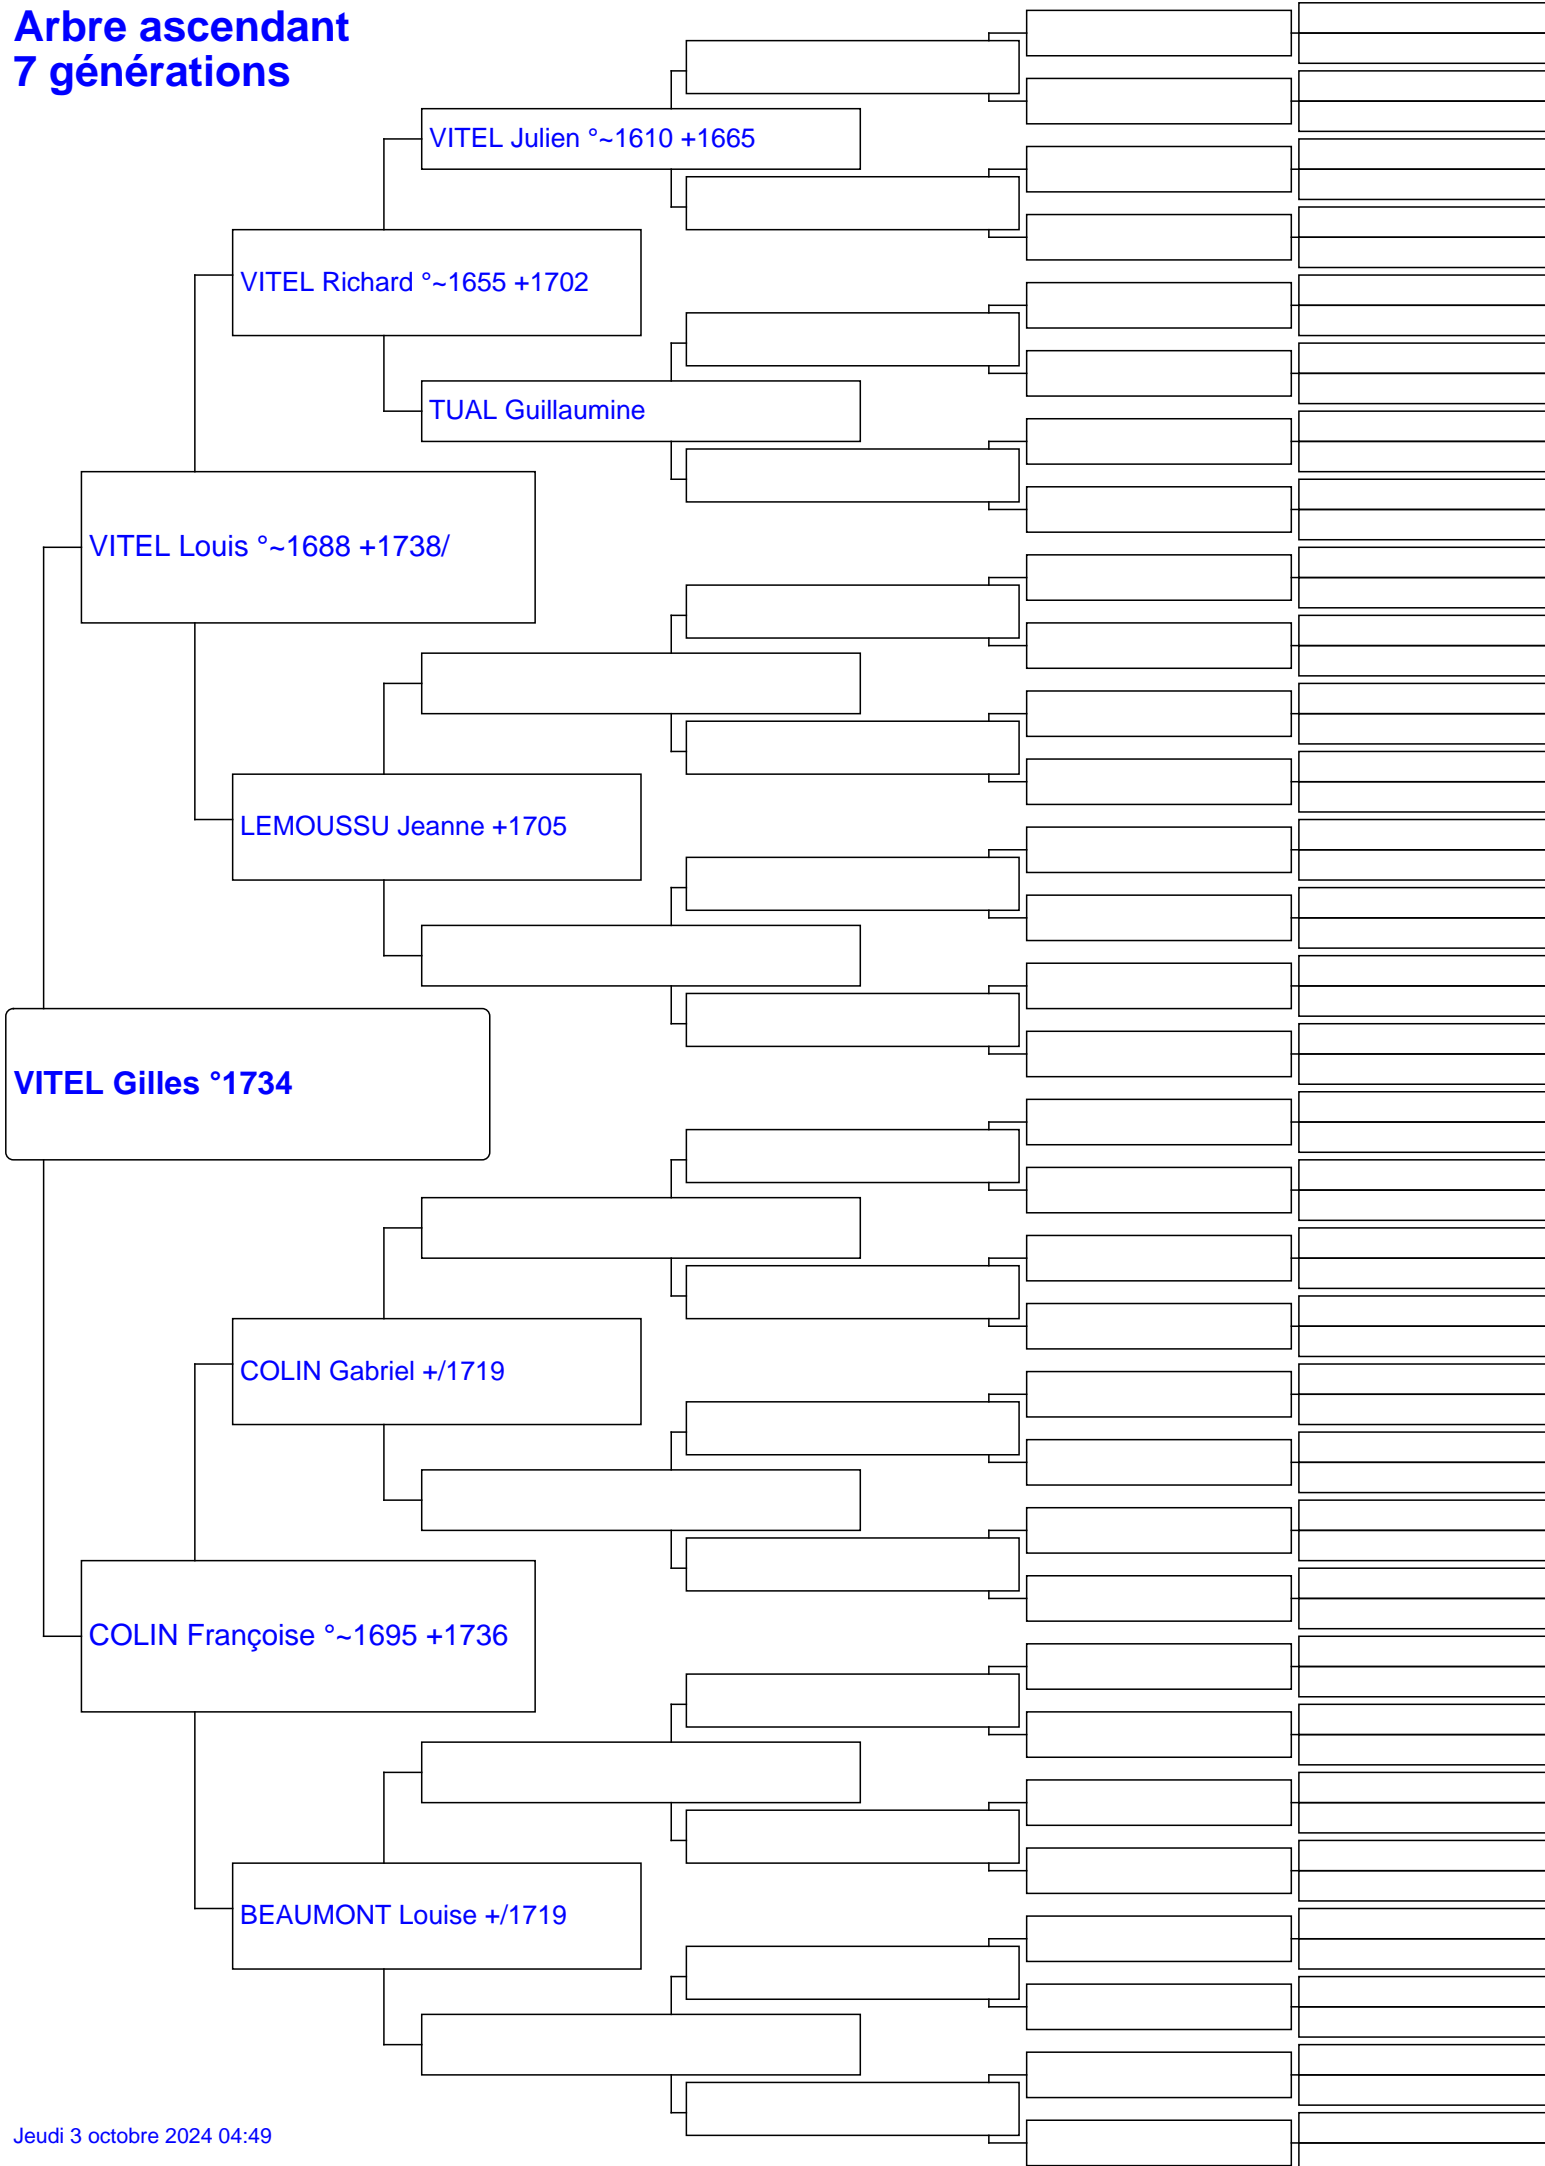 Arbre ascendant
7 générations
VITEL Julien °~1610 +1665
VITEL Richard °~1655 +1702
TUAL Guillaumine
VITEL Louis °~1688 +1738/
LEMOUSSU Jeanne +1705
VITEL Gilles °1734
COLIN Gabriel +/1719
COLIN Françoise °~1695 +1736
BEAUMONT Louise +/1719
Jeudi 3 octobre 2024 04:49